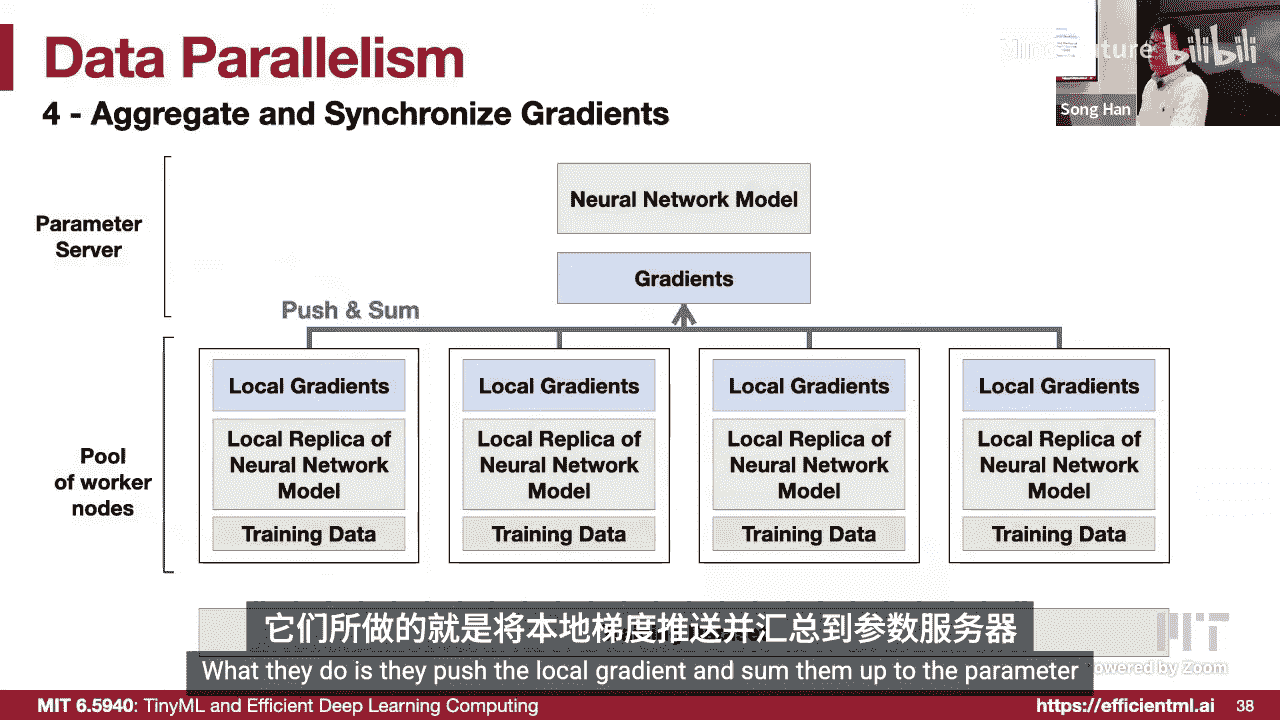 Data Parallelism
4 - Aggregate and Synchronize Gradients
bilibili
Song Han
Parameter
Server
Neural Network Model
Gradients
Push & Sum
Pool
of worker
nodes
Local Gradients
Local Replica of
Neural Network
Model
Training Data
Local Gradients
Local Replica of
Neural Network
Model
Training Data
Local Gradients
Local Replica of
Neural Network
Model
Training Data
Local Gradients
Local Replica of
Neural Network
Model
Training Data
它们所做的就是将本地梯度推送并汇总到参数服务器
What they do is they push the local gradient and sum them up to the parameter
MIT
Powered by Zoom
MIT 6.5940: TinyML and Efficient Deep Learning Computing
https://efficientml.ai
38